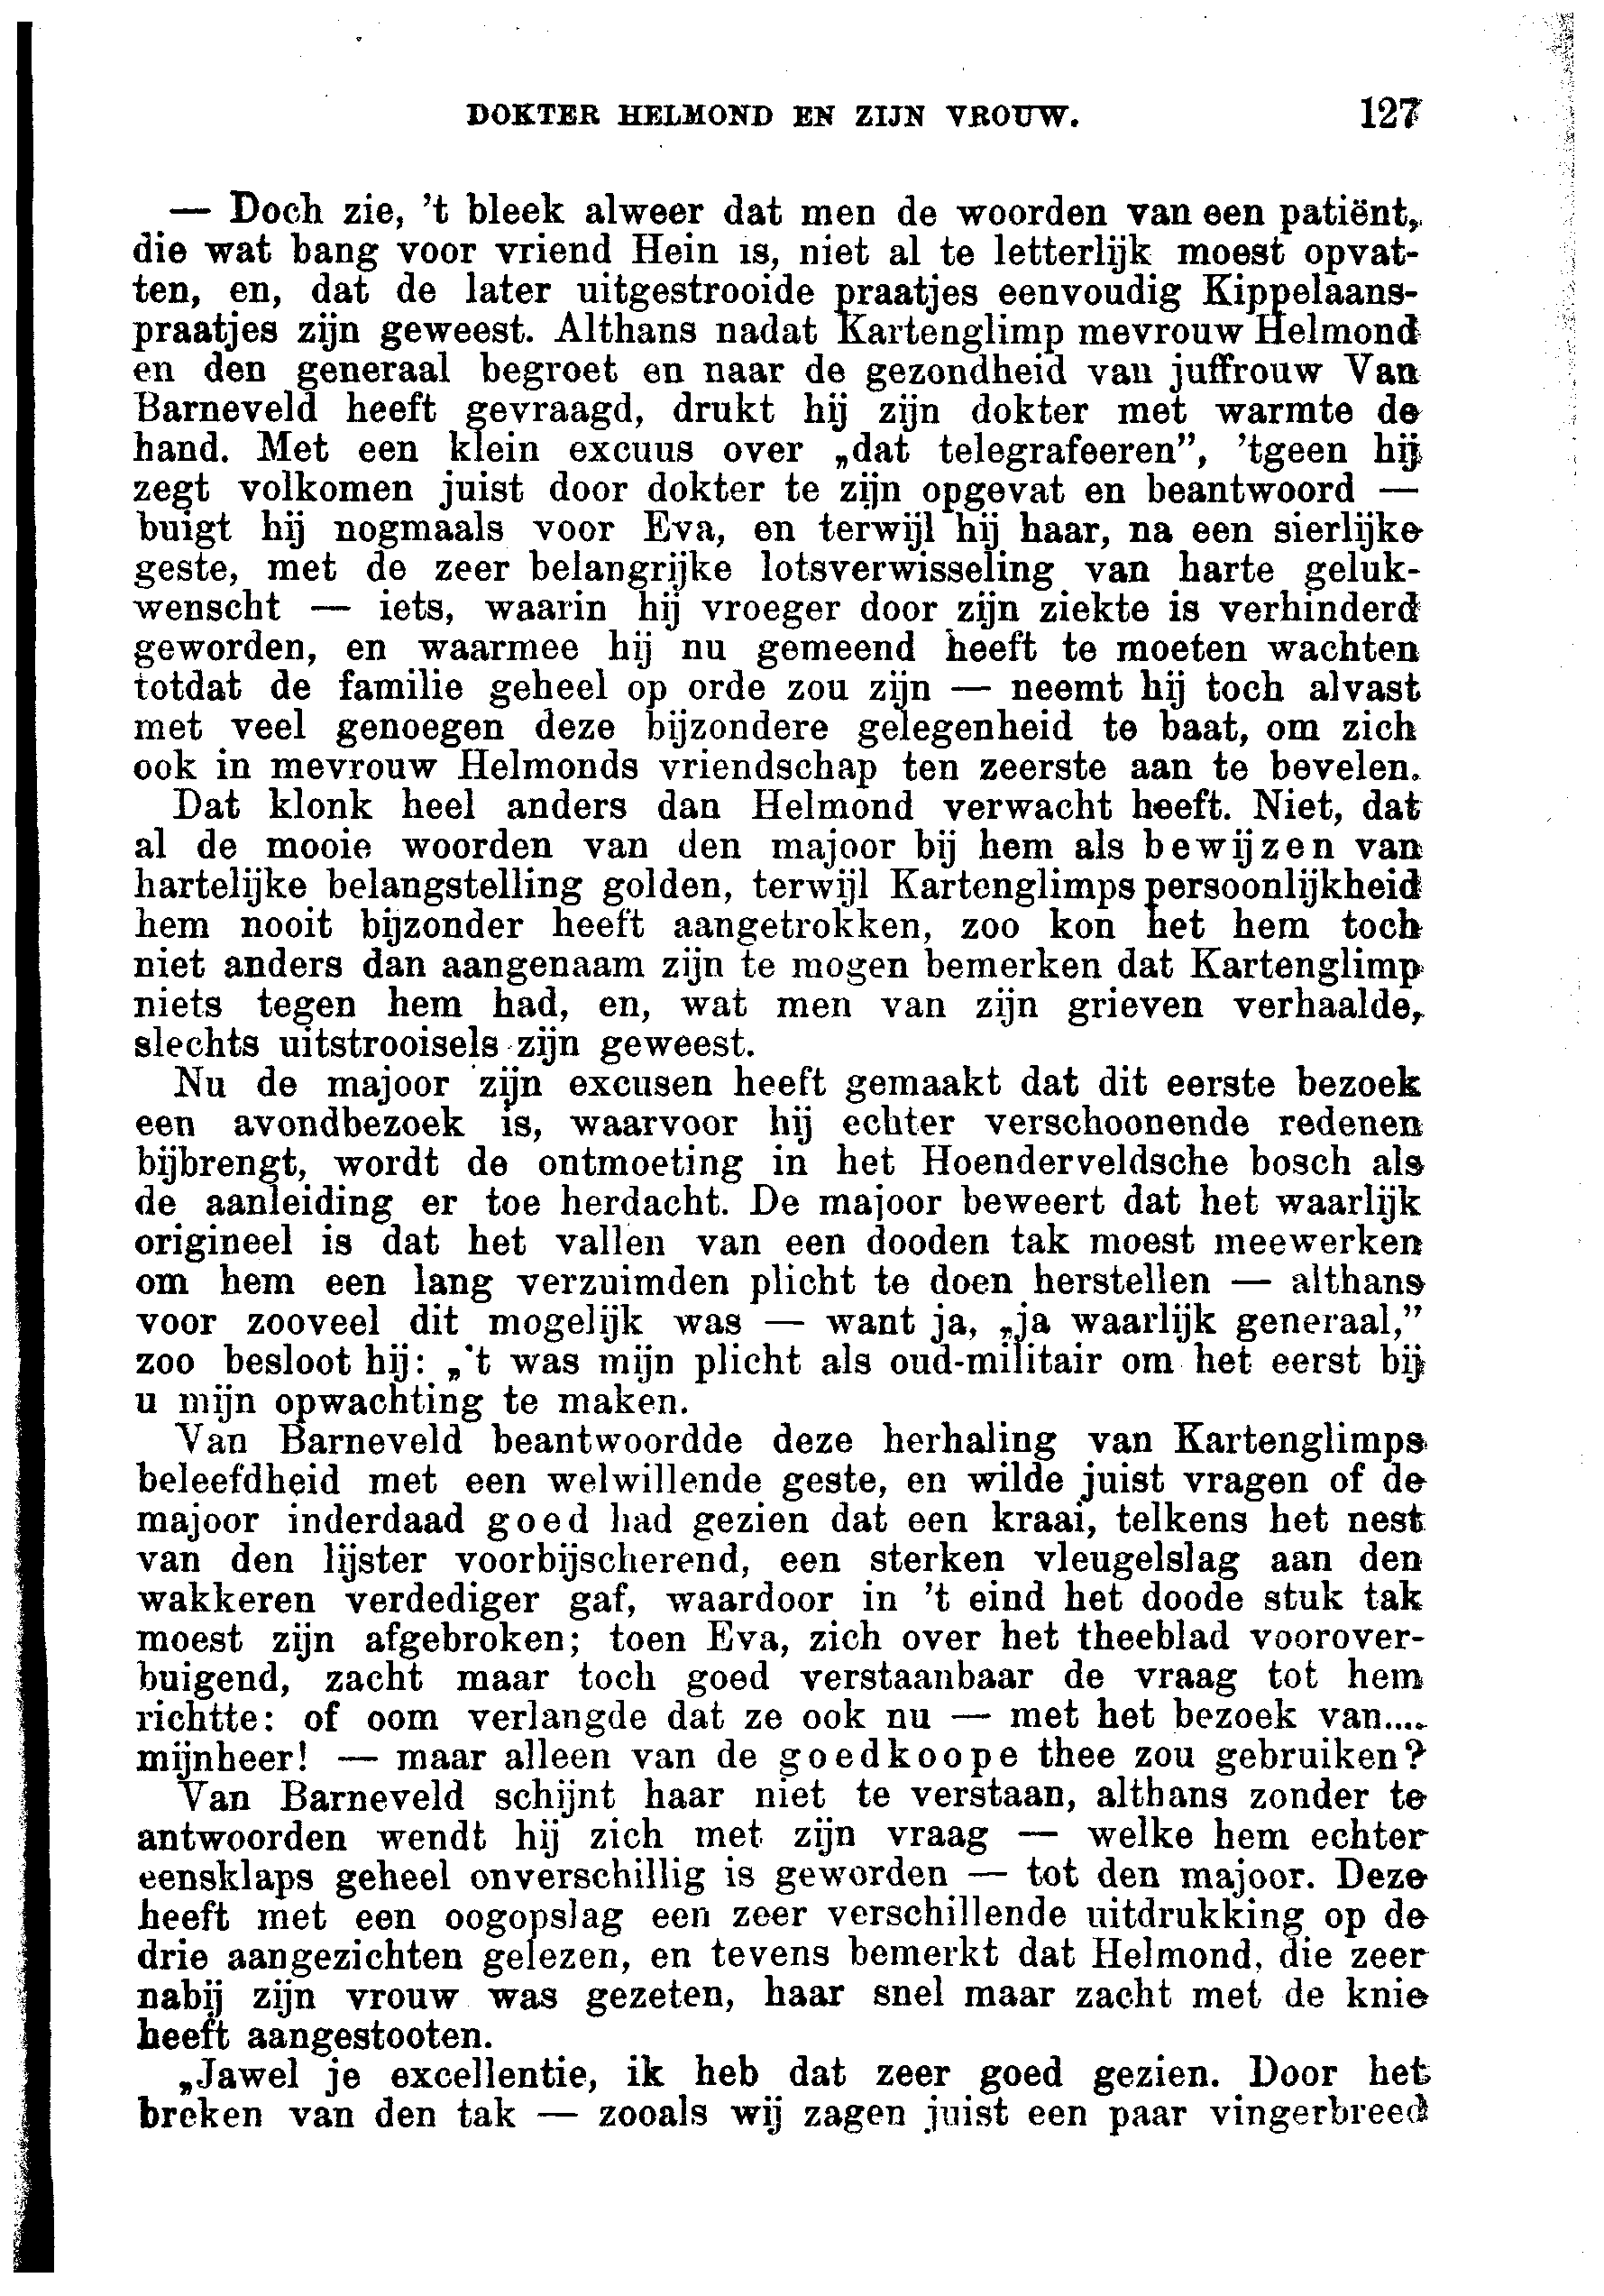 DOKTER HELMOND EN ZIJN VROUW. 127
— Doch zie, 't bleek alweer dat men de woorden van een patiënt,
die wat bang voor vriend Hein is, niet al te letterlijk moest opvat-
ten, en, dat de later uitgestrooide praatjes eenvoudig Kippelaans-
praatjes zijn geweest. Althans nadat Kartenglimp mevrouw Helmond
en den generaal begroet en naar de gezondheid van juffrouw Van
Barneveld heeft gevraagd, drukt hij zijn dokter met warmte de
hand. Met een klein excuus over „dat telegrafeeren”, 'tgeen hij
zegt volkomen juist door dokter te zijn opgevat en beantwoord —
buigt hij nogmaals voor Eva, en terwijl hij haar, na een sierlijke
geste, met de zeer belangrijke lotsverwisseling van harte geluk-
wenscht — iets, waarin hij vroeger door zijn ziekte is verhinderd
geworden, en waarmee hij nu gemeend heeft te moeten wachten
totdat de familie geheel op orde zou zijn — neemt hij toch alvast
met veel genoegen deze bijzondere gelegenheid te baat, om zich
ook in mevrouw Helmonds vriendschap ten zeerste aan te bevelen.
Dat klonk heel anders dan Helmond verwacht heeft. Niet, dat
al de mooie woorden van den majoor bij hem als bewijzen van
hartelijke belangstelling golden, terwijl Kartenglimps persoonlijkheid
hem nooit bijzonder heeft aangetrokken, zoo kon het hem toch
niet anders dan aangenaam zijn te mogen bemerken dat Kartenglimp
niets tegen hem had, en, wat men van zijn grieven verhaalde,
slechts uitstrooisels zijn geweest.
Nu de majoor zijn excusen heeft gemaakt dat dit eerste bezoek
een avondbezoek is, waarvoor hij echter verschoonende redenen
bijbrengt, wordt de ontmoeting in het Hoenderveldsche bosch als
de aanleiding er toe herdacht. De majoor beweert dat het waarlijk
origineel is dat het vallen van een dooden tak moest meewerken
om hem een lang verzuimden plicht te doen herstellen — althans
voor zooveel dit mogelijk was — want ja, „ja waarlijk generaal,”
zoo besloot hij: „'t was mijn plicht als oud-militair om het eerst bij
u mijn opwachting te maken.
Van Barneveld beantwoordde deze herhaling van Kartenglimps
beleefdheid met een welwillende geste, en wilde juist vragen of de
majoor inderdaad goed had gezien dat een kraai, telkens het nest
van den lijster voorbijscherend, een sterken vleugelslag aan den
wakkeren verdediger gaf, waardoor in 't eind het doode stuk tak
moest zijn afgebroken; toen Eva, zich over het theeblad voorover-
buigend, zacht maar toch goed verstaanbaar de vraag tot hem
richtte: of oom verlangde dat ze ook nu — met het bezoek van....
mijnheer! — maar alleen van de goedkoope thee zou gebruiken?
Van Barneveld schijnt haar niet te verstaan, althans zonder te
antwoorden wendt hij zich met zijn vraag — welke hem echter
eensklaps geheel onverschillig is geworden — tot den majoor. Deze
heeft met een oogopslag een zeer verschillende uitdrukking op de
drie aangezichten gelezen, en tevens bemerkt dat Helmond, die zeer
nabij zijn vrouw was gezeten, haar snel maar zacht met de knie
heeft aangestooten.
„Jawel je excellentie, ik heb dat zeer goed gezien. Door het
breken van den tak — zooals wij zagen juist een paar vingerbreed